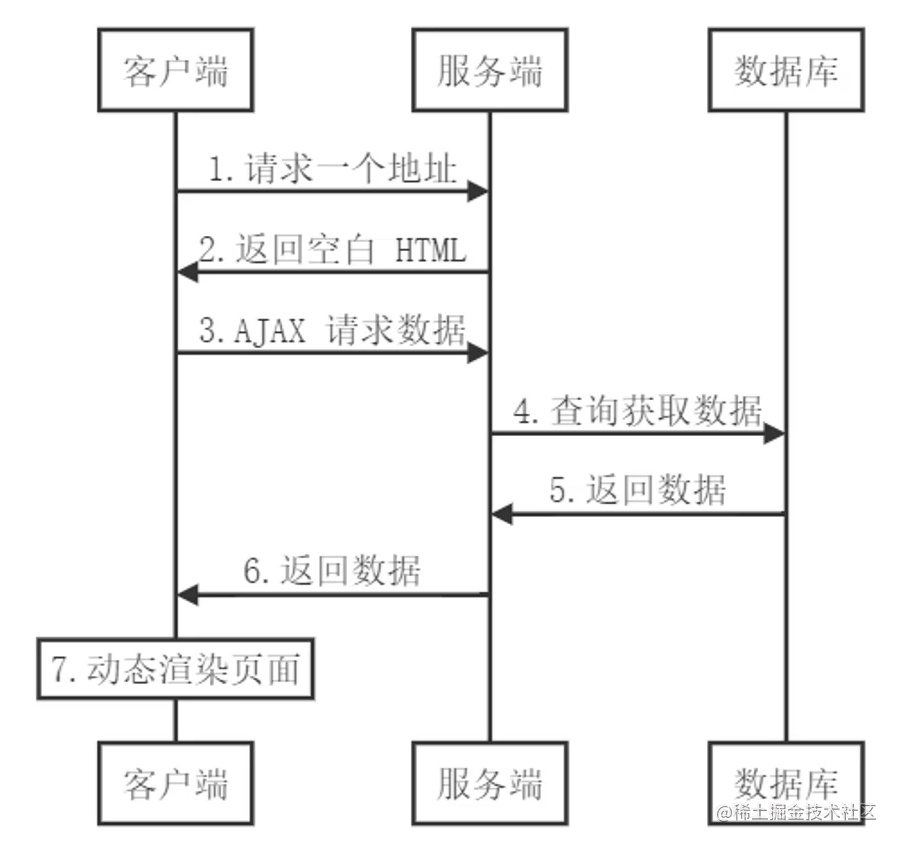 客户端
服务端
数据库
1.请求一个地址
2.返回空白 HTML
3.AJAX 请求数据
4.查询获取数据
5.返回数据
6.返回数据
7.动态渲染页面
客户端
服务端
数据库
@稀土掘金技术社区